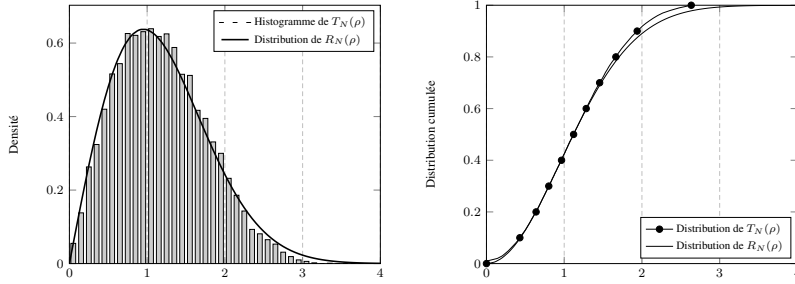 Histogramme de T_N(ρ)
Distribution de R_N(ρ)
Densité
0.6
0.4
0.2
0
0 1 2 3 4
Distribution cumulée
1
0.8
0.6
0.4
0.2
0
Distribution de T_N(ρ)
Distribution de R_N(ρ)
0 1 2 3 4